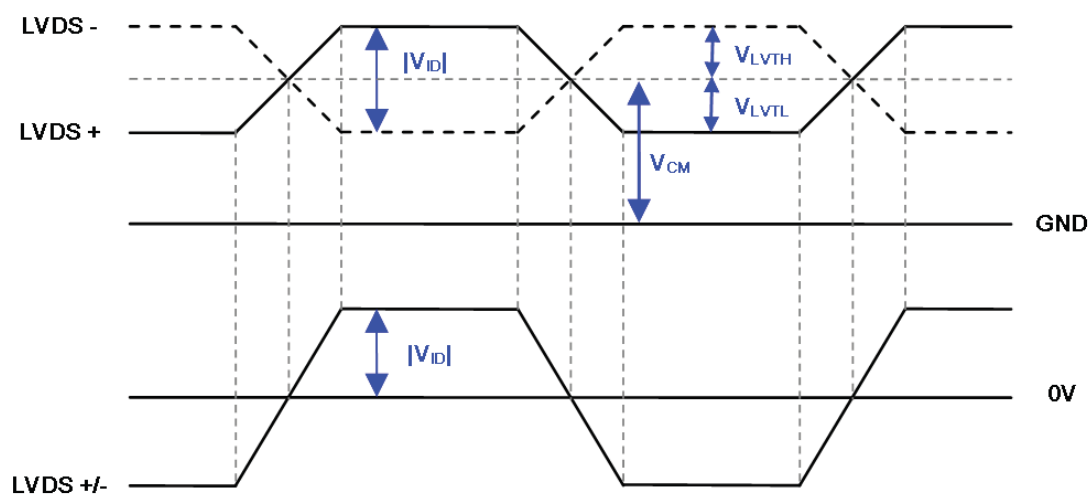 LVDS -
|VID|
VLVTH
LVDS +
VLVTL
VCM
GND
|VID|
0V
LVDS +/-